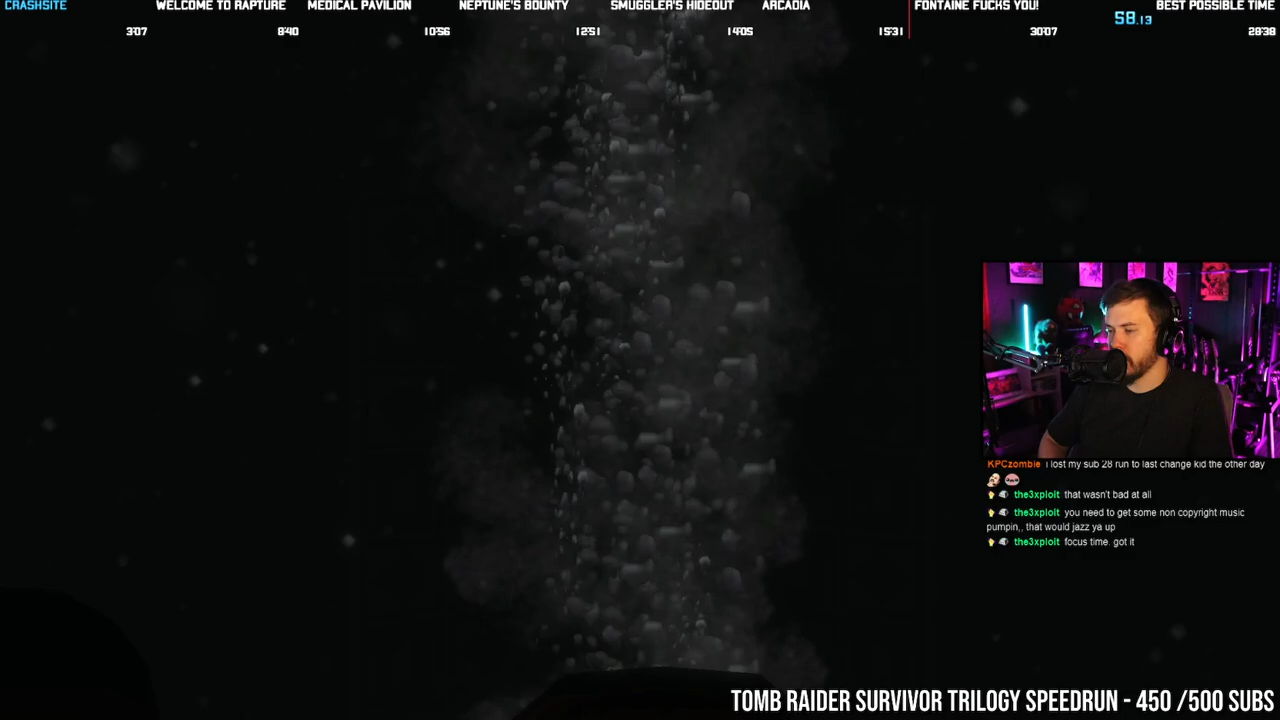 CRASHSITE WELCOME TO RAPTURE MEDICAL PAVILION NEPTUNE'S BOUNTY SMUGGLER'S HIDEOUT ARCADIA FONTAINE FUCKS YOU! BEST POSSIBLE TIME
58.13
3:07 8:40 10:56 12:51 14:05 15:31 30:07 28:38
KPCzombie i lost my sub 28 run to last change kid the other day
the3xploit that wasn't bad at all
the3xploit you need to get some non copyright music
pumpin,, that would jazz ya up
the3xploit focus time. got it
TOMB RAIDER SURVIVOR TRILOGY SPEEDRUN - 450 /500 SUBS